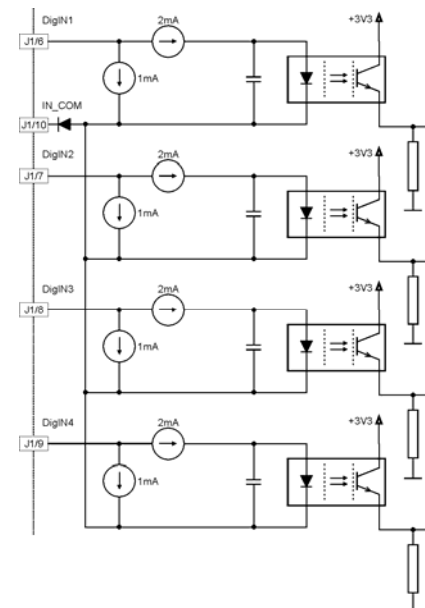 DigIN1
2mA
+3V3
J1/6
1mA
IN_COM
J1/10
DigIN2
2mA
+3V3
J1/7
1mA
DigIN3
2mA
+3V3
J1/8
1mA
DigIN4
2mA
+3V3
J1/9
1mA